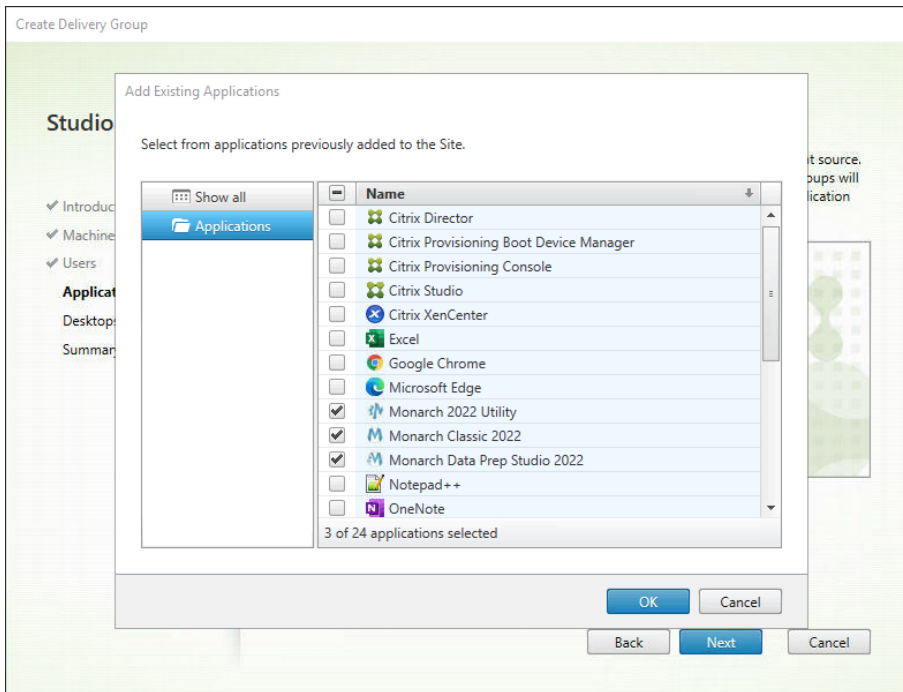 Create Delivery Group
Add Existing Applications
Studio
Select from applications previously added to the Site.
Show all
Applications
Name
Citrix Director
Citrix Provisioning Boot Device Manager
Citrix Provisioning Console
Citrix Studio
Citrix XenCenter
Excel
Google Chrome
Microsoft Edge
Monarch 2022 Utility
Monarch Classic 2022
Monarch Data Prep Studio 2022
Notepad++
OneNote
3 of 24 applications selected
Introduc
Machine
Users
Applicat
Desktops
Summary
t source.
oups will
lication
OK
Cancel
Back
Next
Cancel